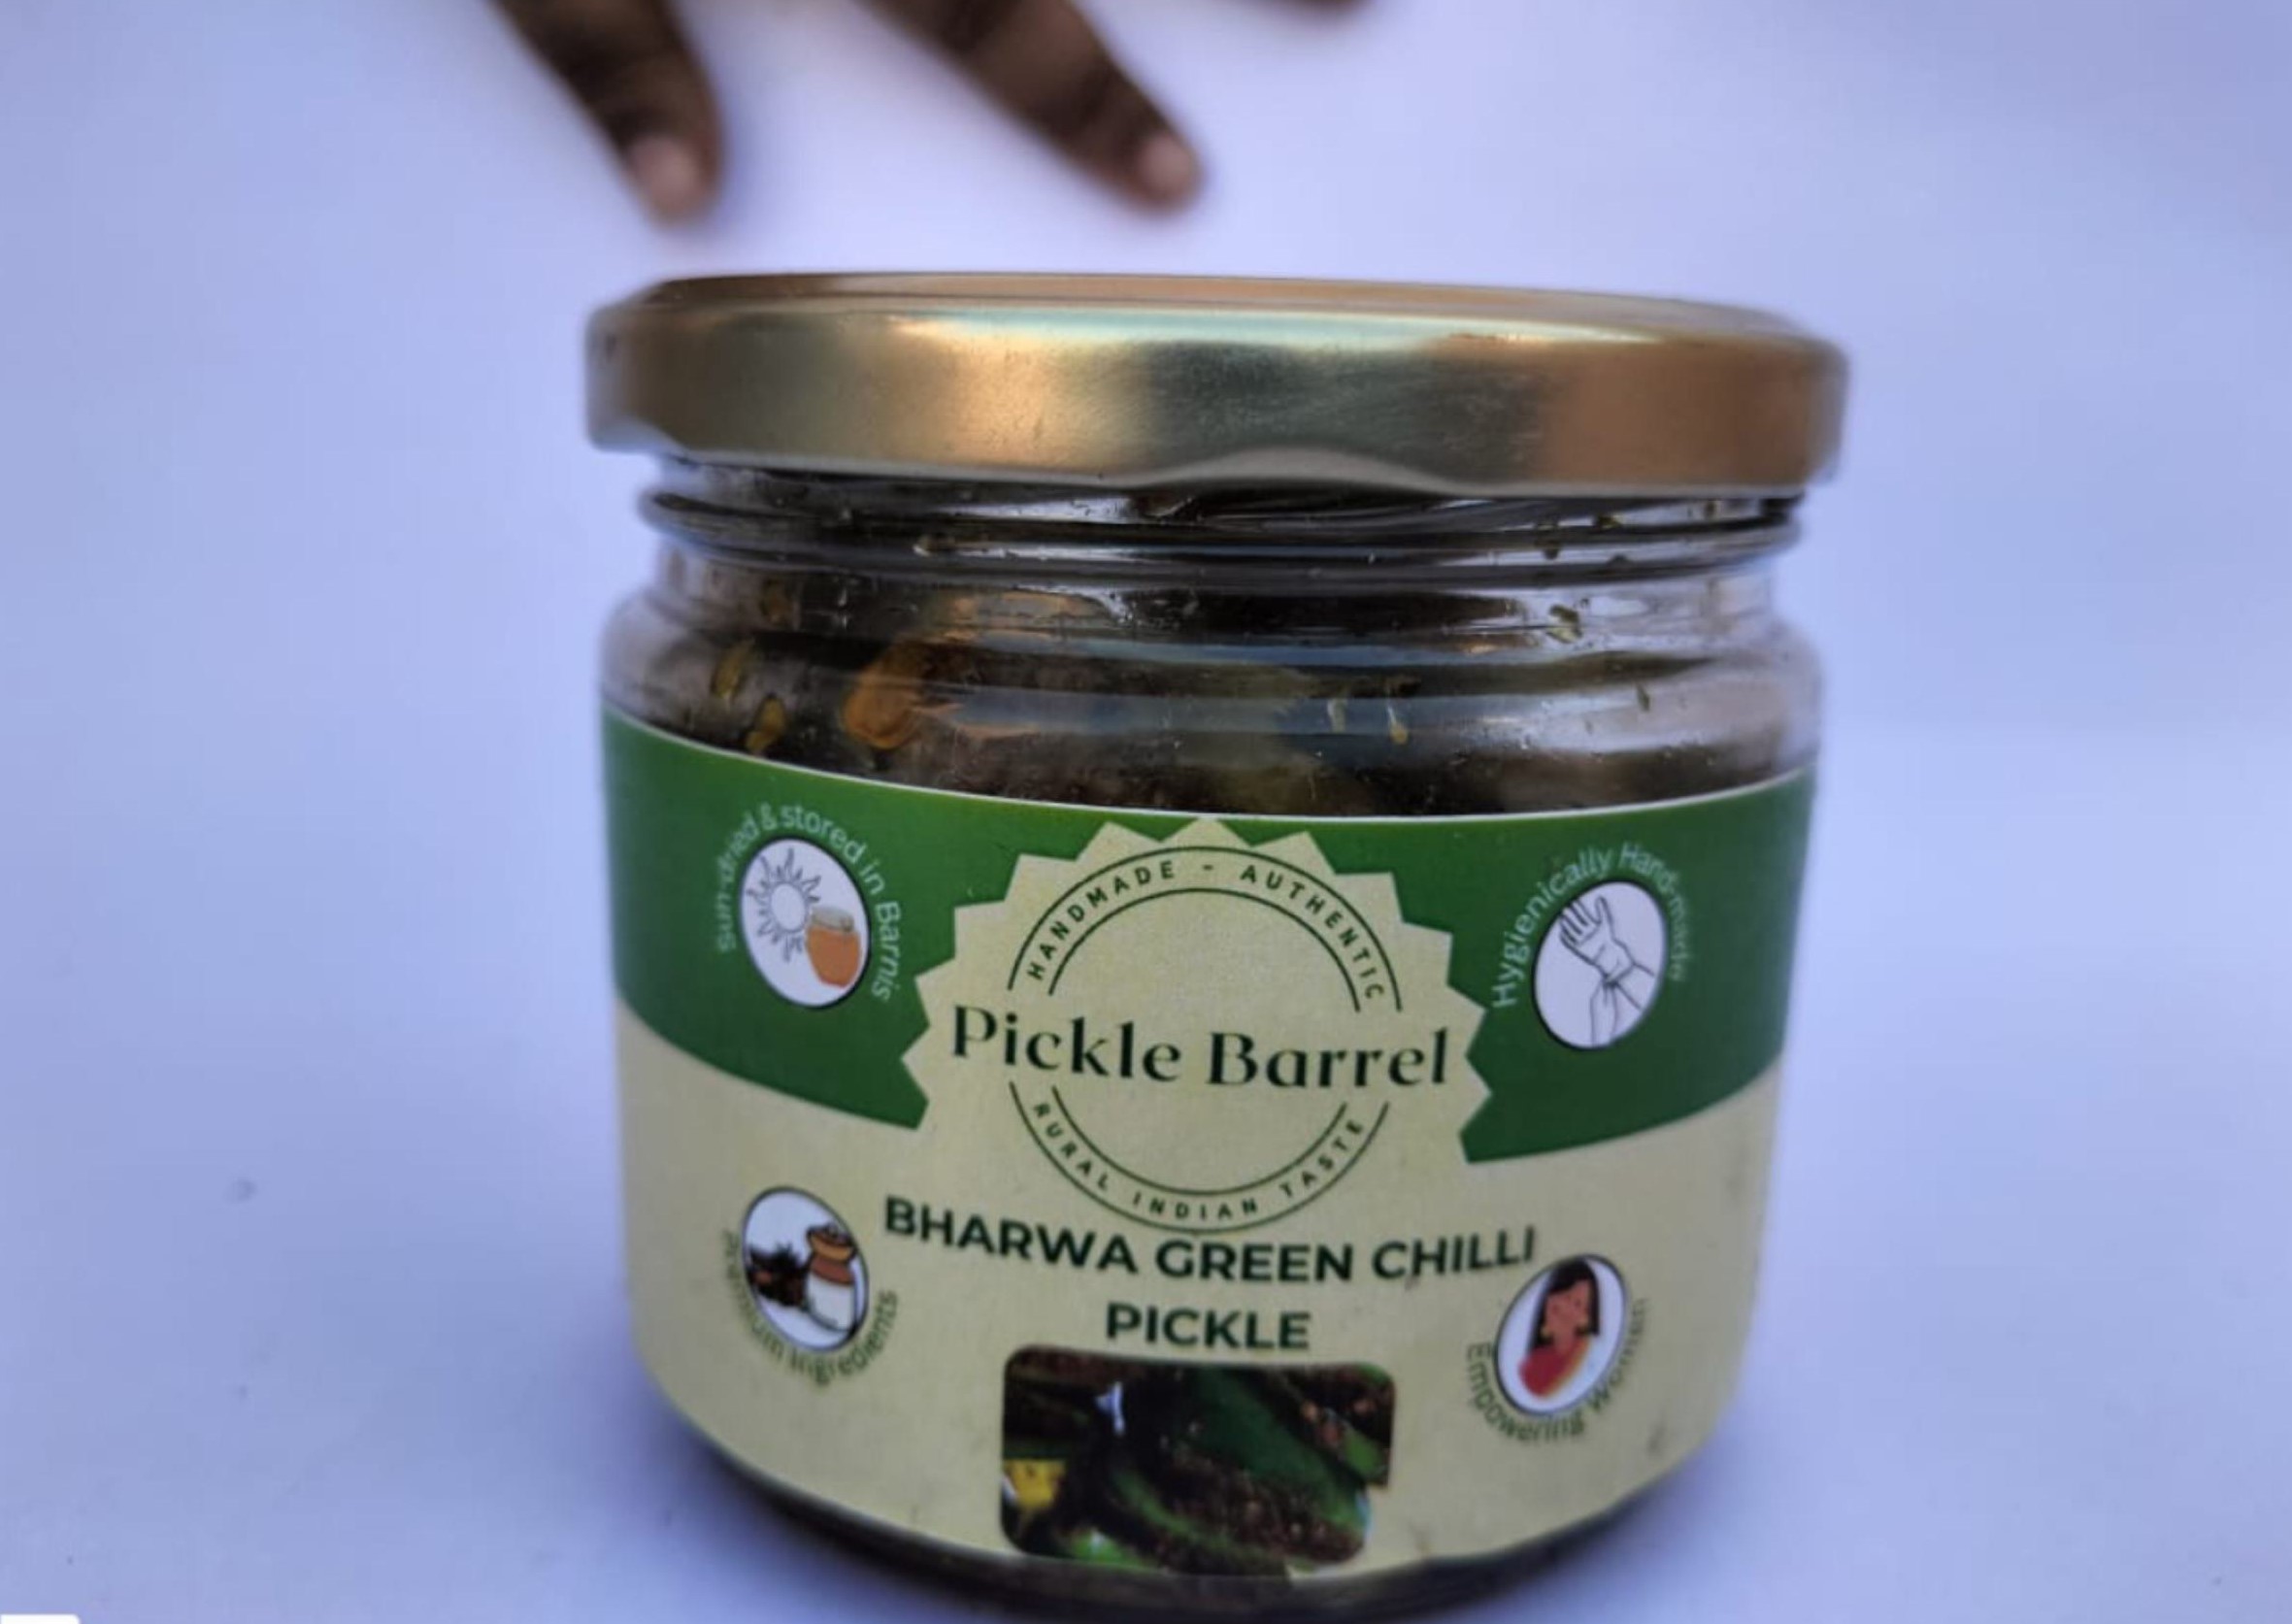 Sun-dried & stored in Barnis
HANDMADE - AUTHENTIC
Hygienically Hand-made
Pickle Barrel
RURAL INDIAN TASTE
BHARWA GREEN CHILLI
PICKLE
Premium Ingredients
Empowering Women